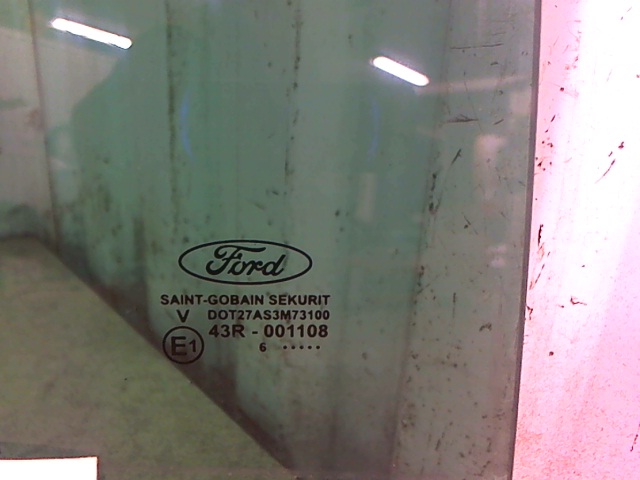 Ford
SAINT-GOBAIN SEKURIT
V DOT27AS3M73100
E1 43R - 001108
6 .....